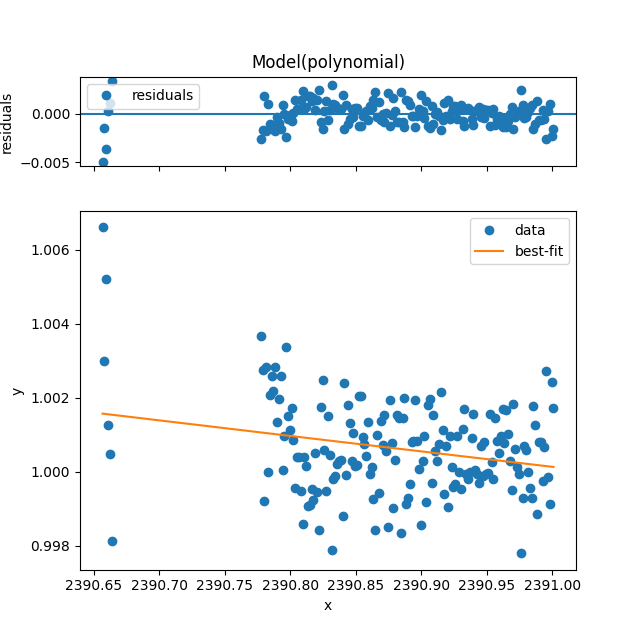 Model(polynomial)
residuals
0.000
−0.005
residuals
1.006
1.004
1.002
1.000
0.998
y
data
best-fit
2390.65 2390.70 2390.75 2390.80 2390.85 2390.90 2390.95 2391.00
x